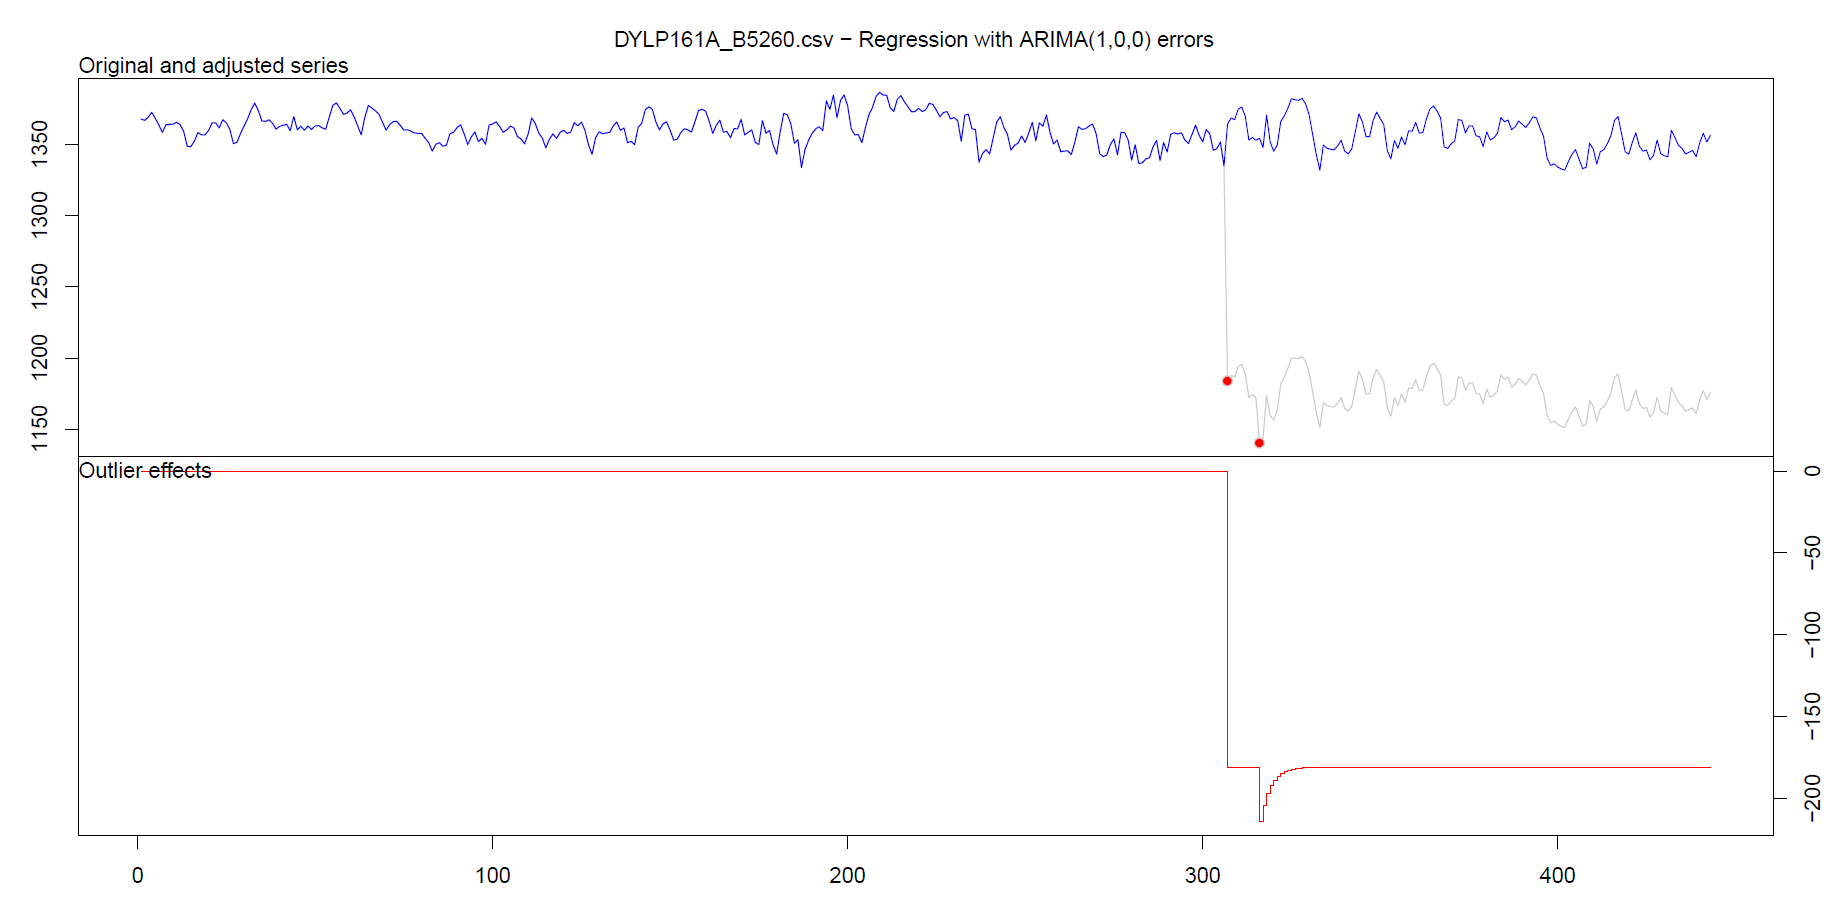 DYLP161A_B5260.csv − Regression with ARIMA(1,0,0) errors
Original and adjusted series
1350
1300
1250
1200
1150
Outlier effects
0
−50
−100
−150
−200
0 100 200 300 400